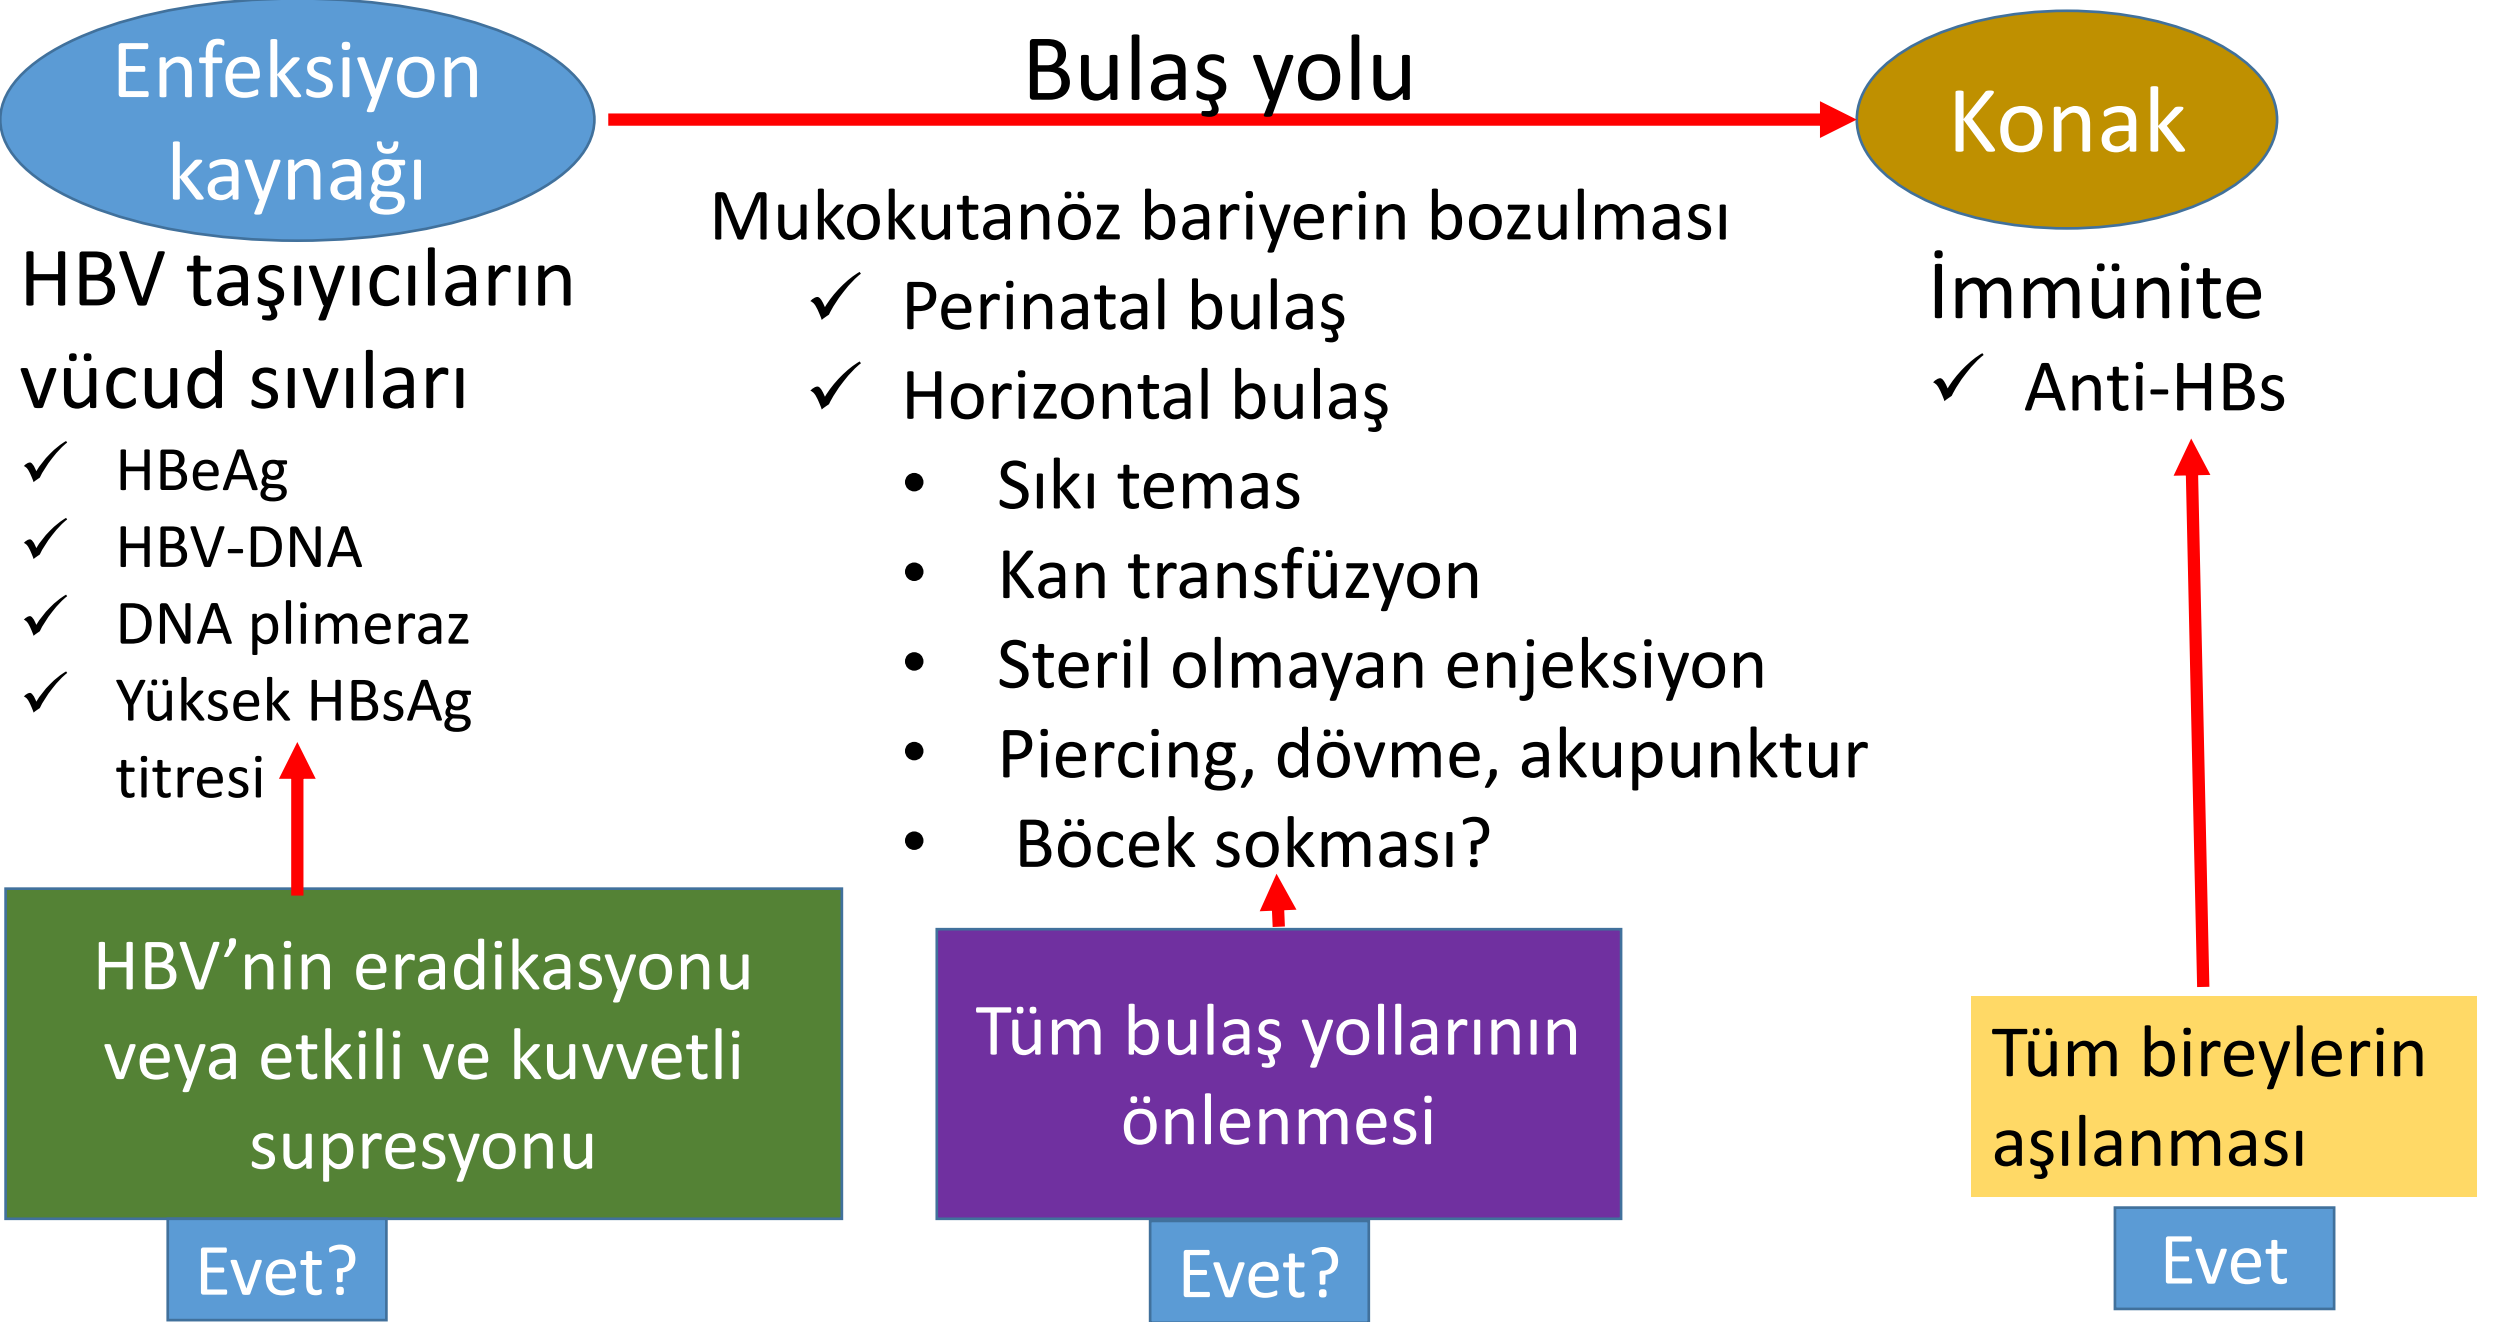 Enfeksiyon
kaynağı
HBV taşıyıcıların
vücud sıvıları
✓ HBeAg
✓ HBV-DNA
✓ DNA plimeraz
✓ Yüksek HBsAg
titresi
HBV’nin eradikasyonu
veya etkili ve kuvvetli
supresyonu
Evet?
Bulaş yolu
Mukokutanöz bariyerin bozulması
✓ Perinatal bulaş
✓ Horizontal bulaş
• Sıkı temas
• Kan transfüzyon
• Steril olmayan enjeksiyon
• Piercing, dövme, akupunktur
• Böcek sokması?
Tüm bulaş yollarının
önlenmesi
Evet?
Konak
İmmünite
✓ Anti-HBs
Tüm bireylerin
aşılanması
Evet